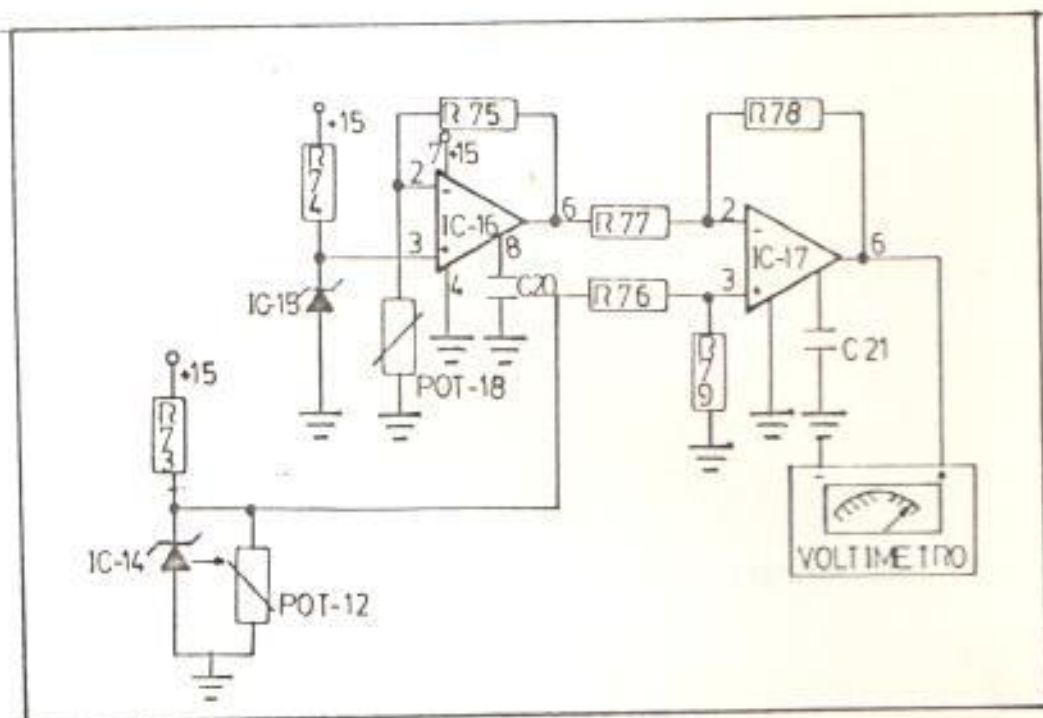 R75
R78
+15
7 +15
R74
2
-
IC-16
6
R77
2
-
IC-17
6
3
+
8
4
C20
R76
3
+
IC-15
POT-18
R79
C21
+15
R73
-
+
VOLTIMETRO
IC-14
POT-12